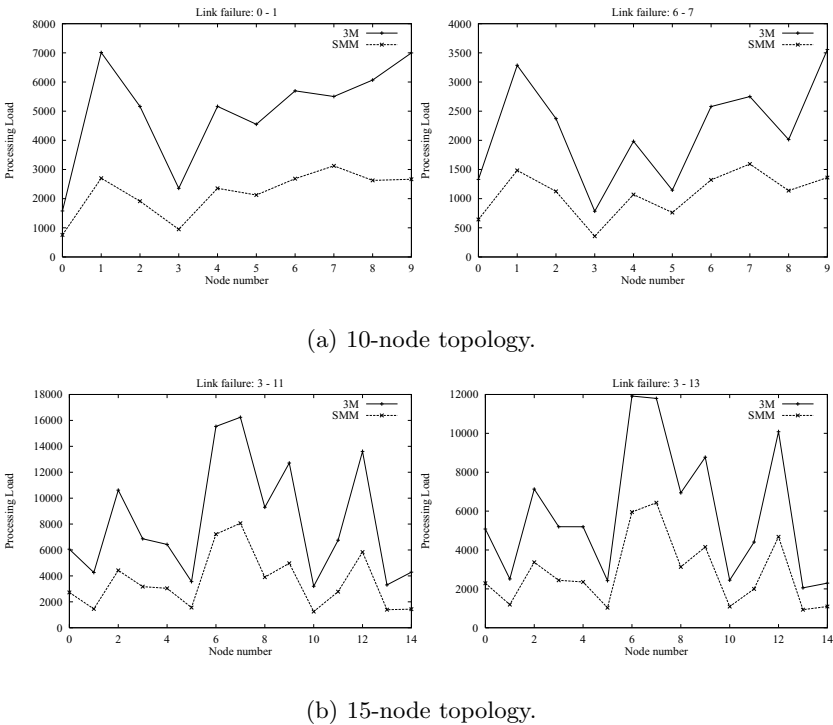 Link failure: 0 - 1
8000
7000
6000
5000
4000
3000
2000
1000
0
Processing Load
3M
SMM
0 1 2 3 4 5 6 7 8 9
Node number
Link failure: 6 - 7
4000
3500
3000
2500
2000
1500
1000
500
0
Processing Load
3M
SMM
0 1 2 3 4 5 6 7 8 9
Node number
(a) 10-node topology.
Link failure: 3 - 11
18000
16000
14000
12000
10000
8000
6000
4000
2000
0
Processing Load
3M
SMM
0 2 4 6 8 10 12 14
Node number
Link failure: 3 - 13
12000
10000
8000
6000
4000
2000
0
Processing Load
3M
SMM
0 2 4 6 8 10 12 14
Node number
(b) 15-node topology.